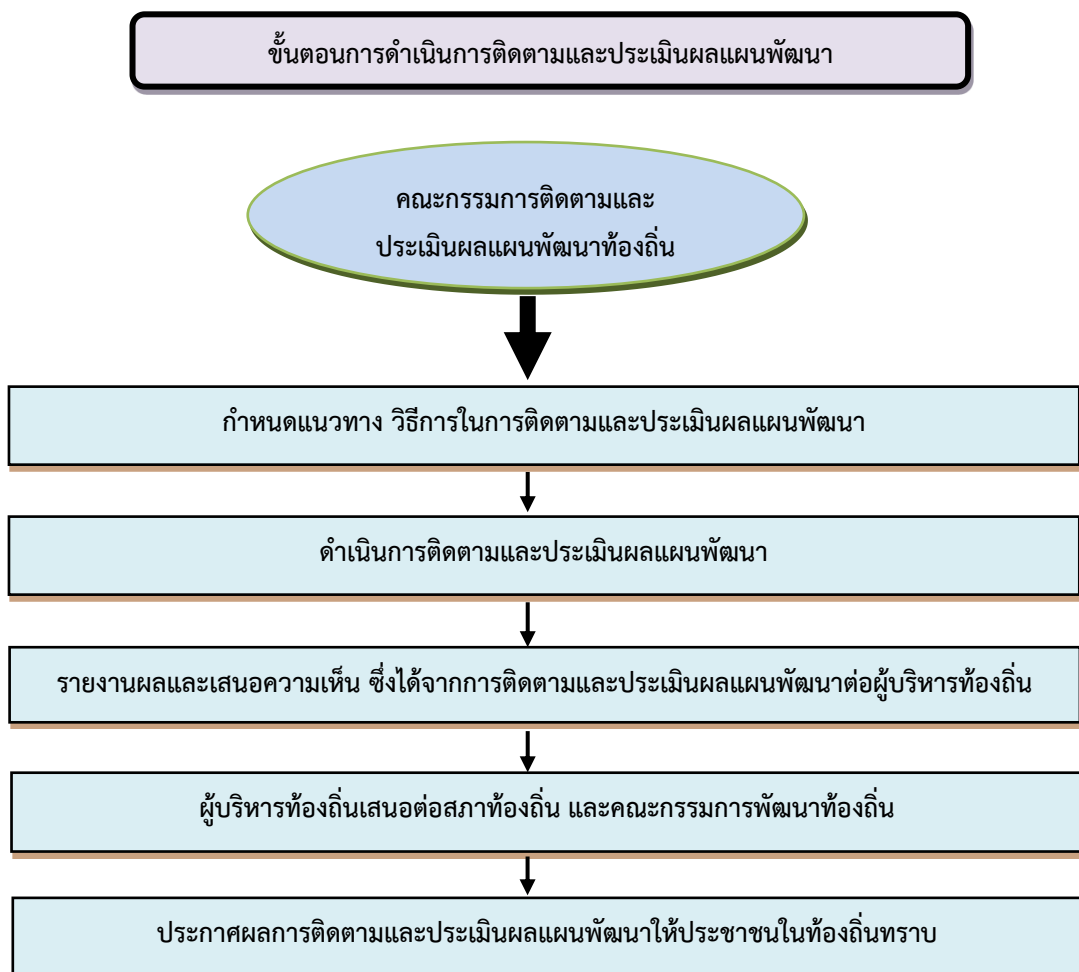 ขั้นตอนการดำเนินการติดตามและประเมินผลแผนพัฒนา
คณะกรรมการติดตามและ
ประเมินผลแผนพัฒนาท้องถิ่น
กำหนดแนวทาง วิธีการในการติดตามและประเมินผลแผนพัฒนา
ดำเนินการติดตามและประเมินผลแผนพัฒนา
รายงานผลและเสนอความเห็น ซึ่งได้จากการติดตามและประเมินผลแผนพัฒนาต่อผู้บริหารท้องถิ่น
ผู้บริหารท้องถิ่นเสนอต่อสภาท้องถิ่น และคณะกรรมการพัฒนาท้องถิ่น
ประกาศผลการติดตามและประเมินผลแผนพัฒนาให้ประชาชนในท้องถิ่นทราบ